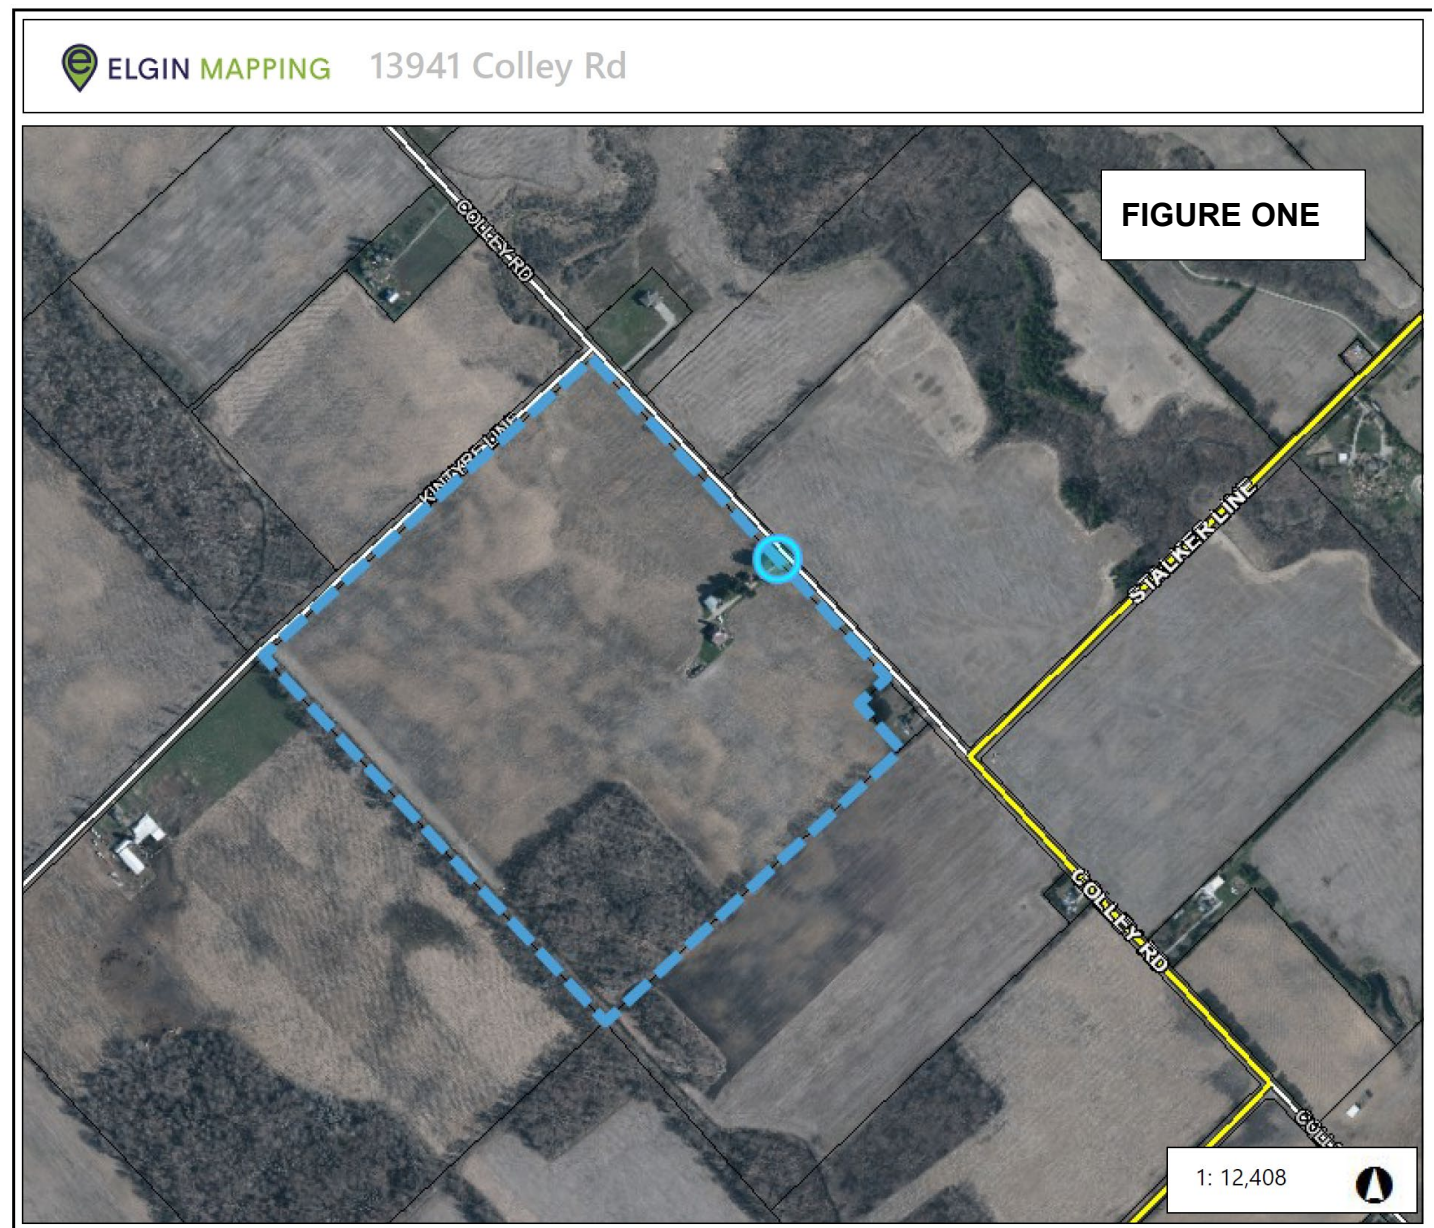 ELGIN MAPPING
13941 Colley Rd
FIGURE ONE
COLLEY RD
KINTYRE LINE
STALKER LINE
COLLEY RD
1: 12,408